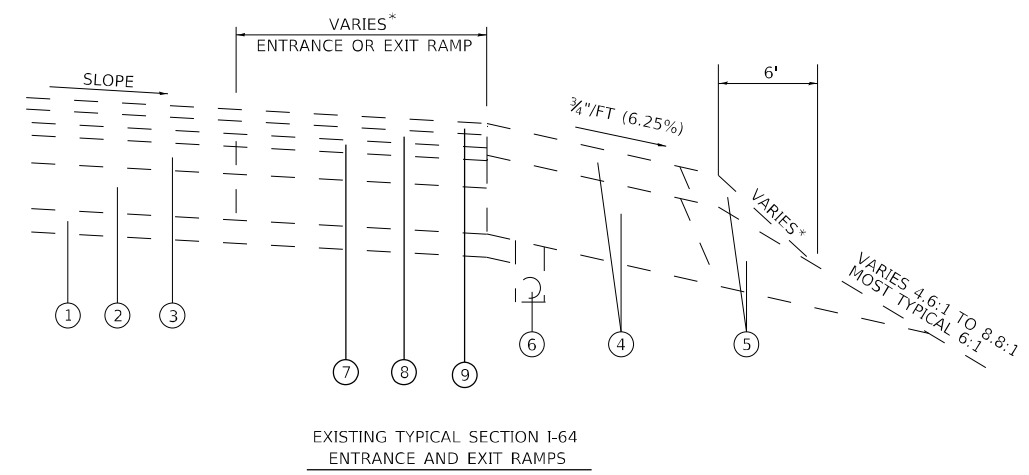 VARIES*
ENTRANCE OR EXIT RAMP
SLOPE
6'
¾"/FT (6.25%)
VARIES*
VARIES 4.6:1 TO 8.8:1
MOST TYPICAL 6:1
1
2
3
6
4
5
7
8
9
EXISTING TYPICAL SECTION I-64
ENTRANCE AND EXIT RAMPS